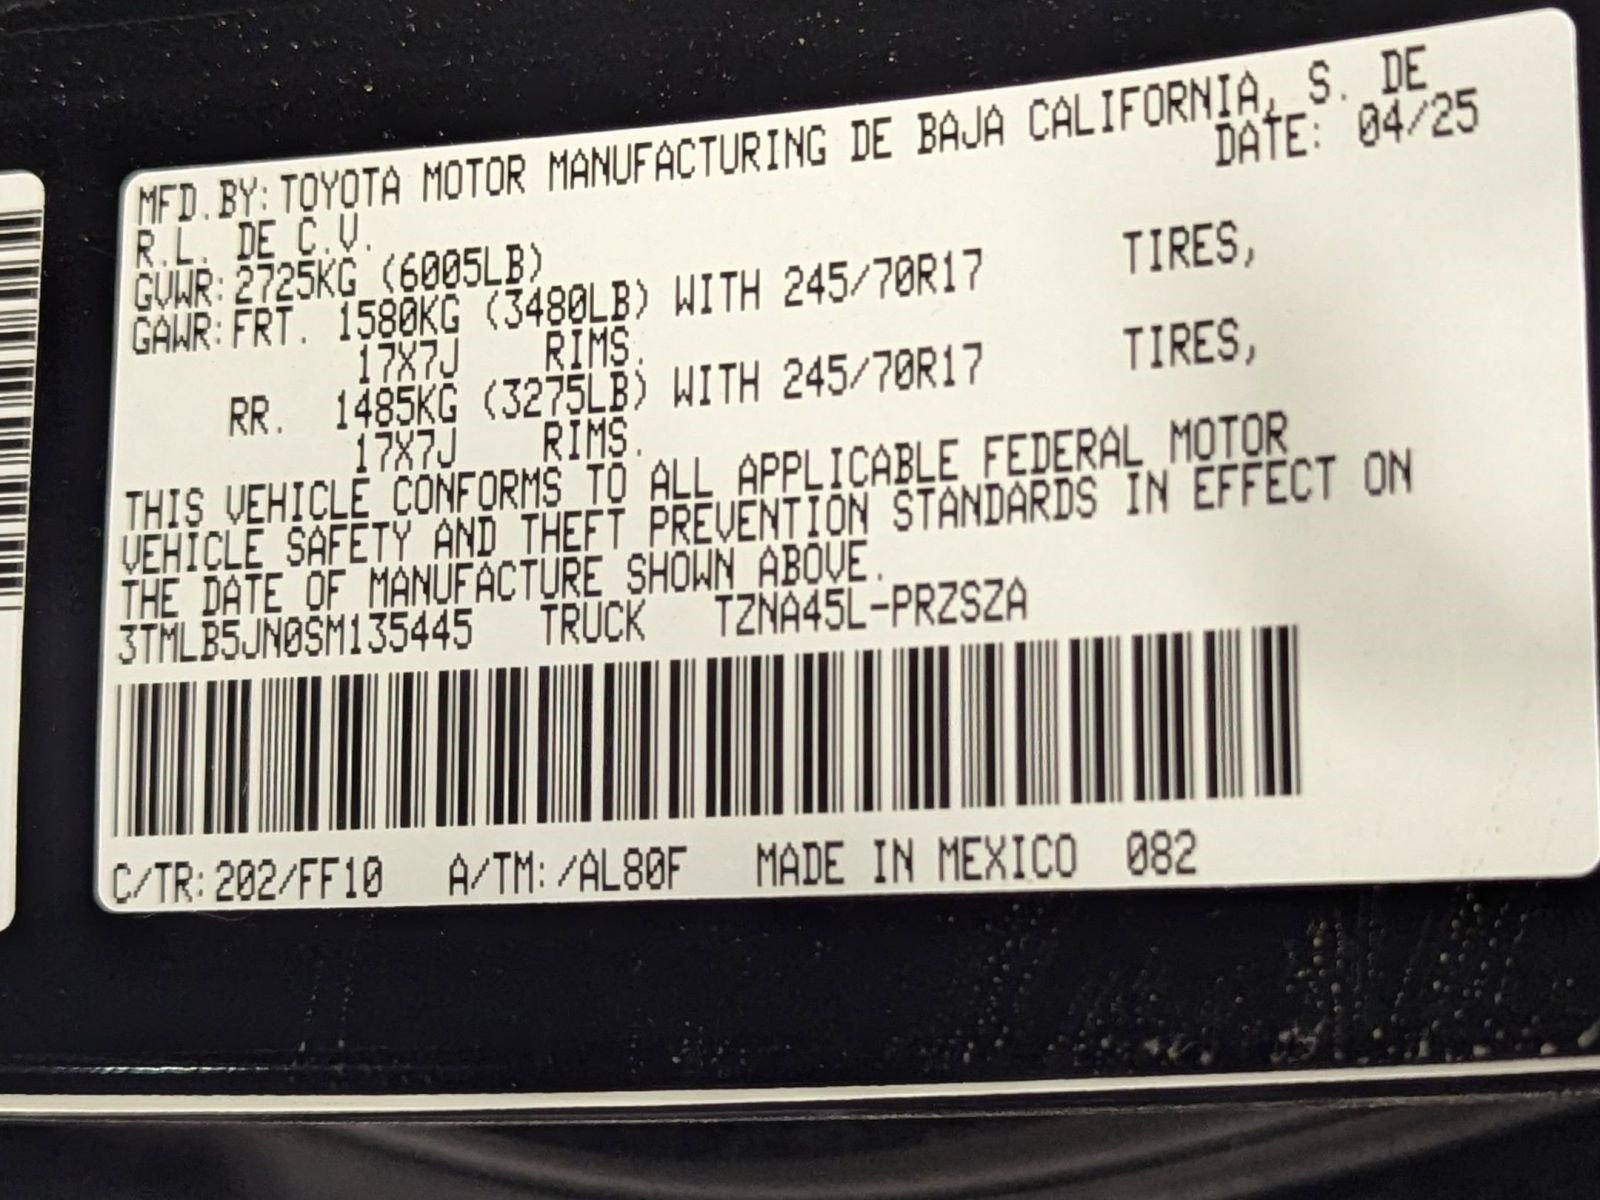 MFD.BY:TOYOTA MOTOR MANUFACTURING DE BAJA CALIFORNIA, S. DE
R.L. DE C.V. DATE: 04/25
GVWR:2725KG (6005LB)
GAWR:FRT. 1580KG (3480LB) WITH 245/70R17 TIRES,
17X7J RIMS.
RR. 1485KG (3275LB) WITH 245/70R17 TIRES,
17X7J RIMS.
THIS VEHICLE CONFORMS TO ALL APPLICABLE FEDERAL MOTOR
VEHICLE SAFETY AND THEFT PREVENTION STANDARDS IN EFFECT ON
THE DATE OF MANUFACTURE SHOWN ABOVE.
3TMLB5JN0SM135445 TRUCK TZNA45L-PRZSZA
C/TR:202/FF10 A/TM:/AL80F MADE IN MEXICO 082